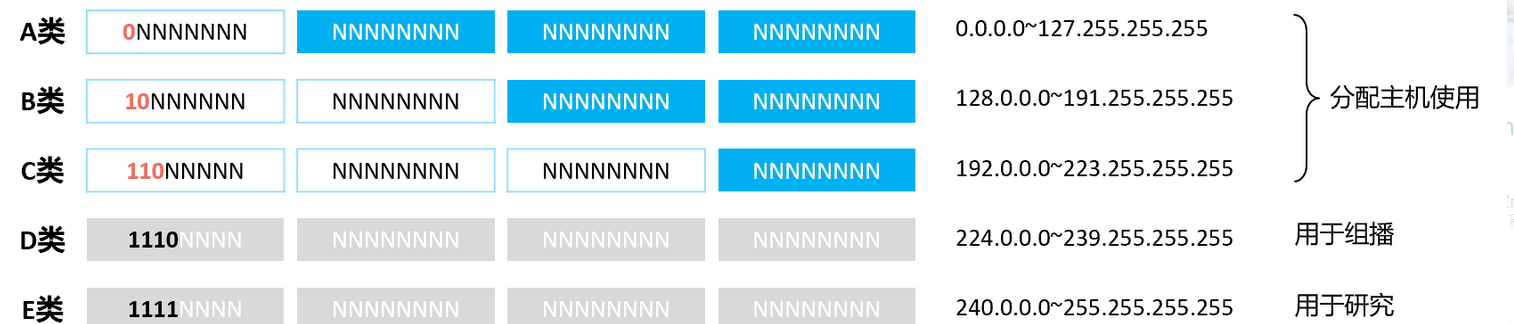 A类 0NNNNNNN NNNNNNNN NNNNNNNN NNNNNNNN 0.0.0.0~127.255.255.255
B类 10NNNNNN NNNNNNNN NNNNNNNN NNNNNNNN 128.0.0.0~191.255.255.255 分配主机使用
C类 110NNNNN NNNNNNNN NNNNNNNN NNNNNNNN 192.0.0.0~223.255.255.255
D类 1110NNNN NNNNNNNN NNNNNNNN NNNNNNNN 224.0.0.0~239.255.255.255 用于组播
E类 1111NNNN NNNNNNNN NNNNNNNN NNNNNNNN 240.0.0.0~255.255.255.255 用于研究